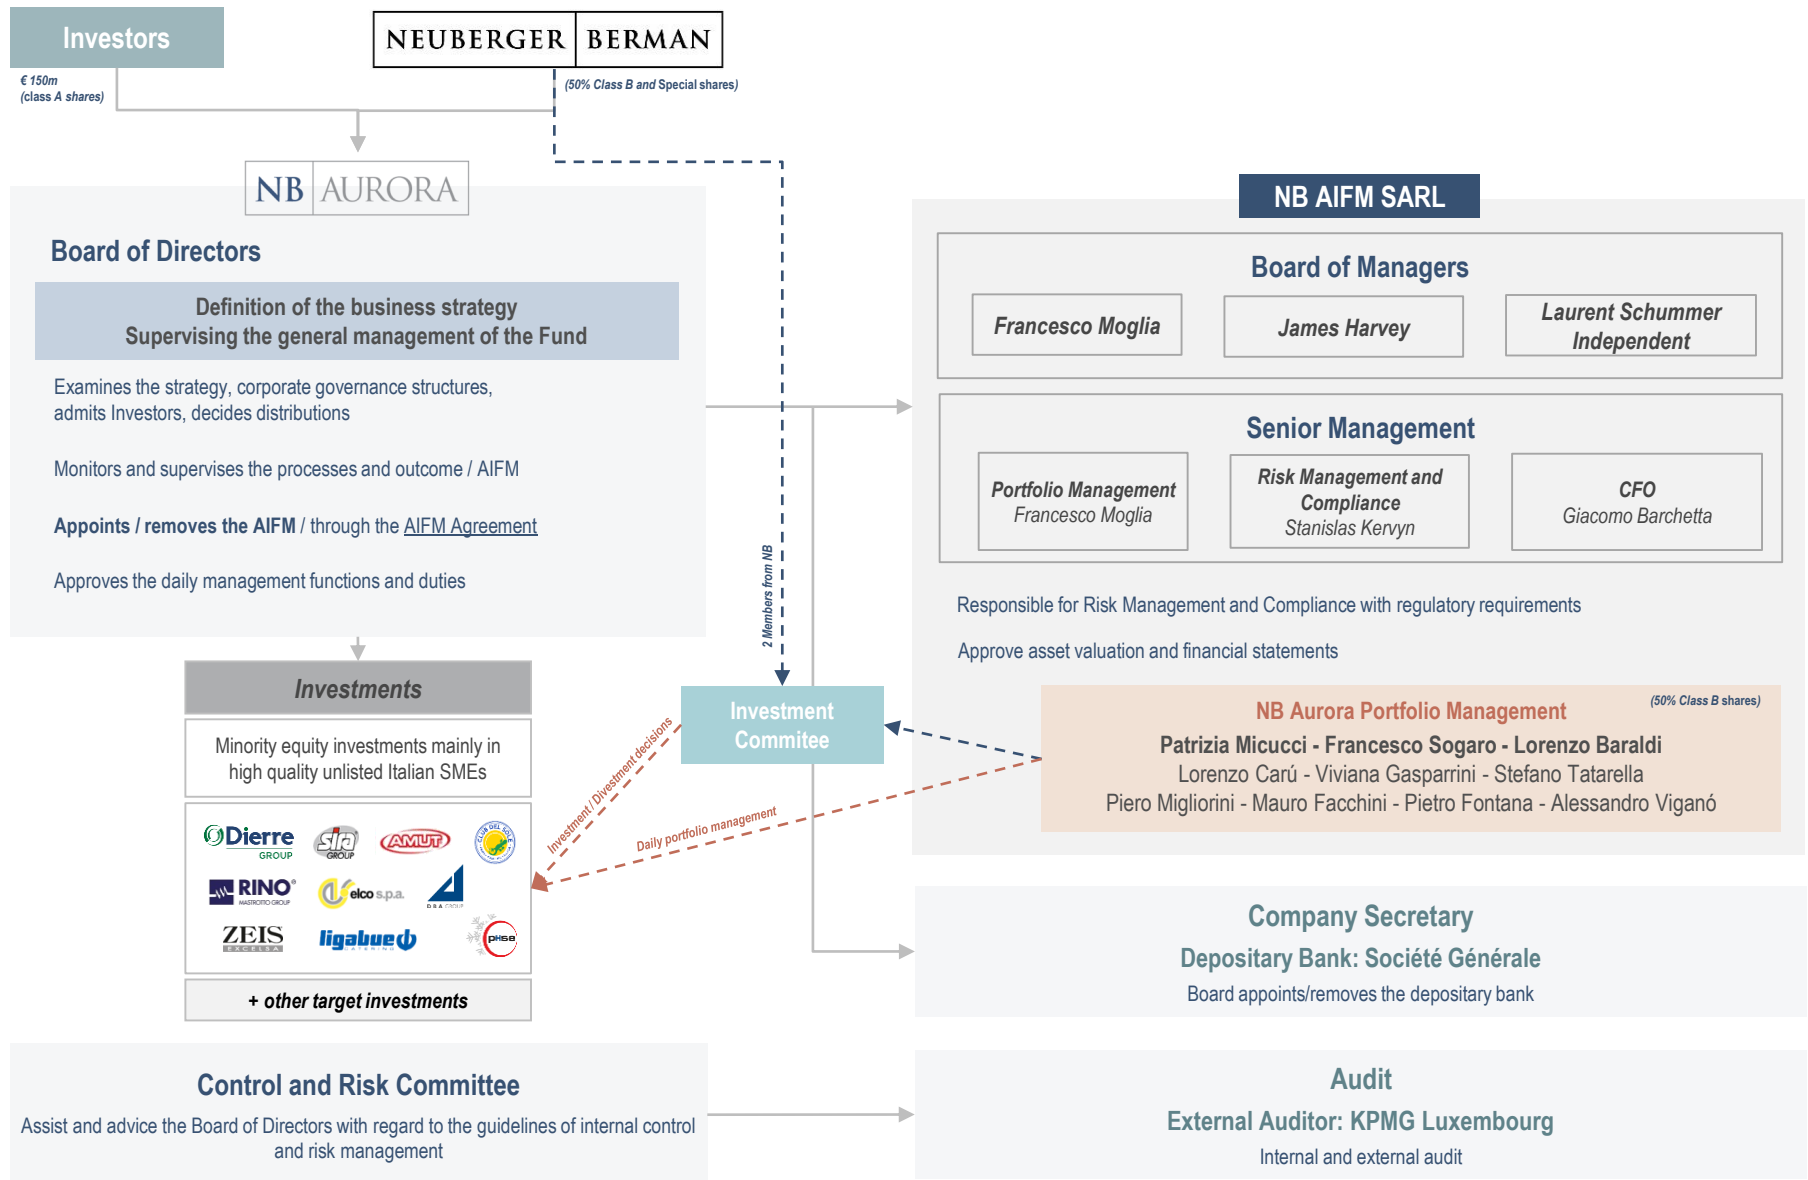 Investors
€ 150m
(class A shares)
NEUBERGER BERMAN
(50% Class B and Special shares)
NB AURORA
Board of Directors
Definition of the business strategy
Supervising the general management of the Fund
Examines the strategy, corporate governance structures,
admits Investors, decides distributions
Monitors and supervises the processes and outcome / AIFM
Appoints / removes the AIFM / through the AIFM Agreement
Approves the daily management functions and duties
2 Members from NB
NB AIFM SARL
Board of Managers
Francesco Moglia
James Harvey
Laurent Schummer
Independent
Senior Management
Portfolio Management
Francesco Moglia
Risk Management and
Compliance
Stanislas Kervyn
CFO
Giacomo Barchetta
Responsible for Risk Management and Compliance with regulatory requirements
Approve asset valuation and financial statements
(50% Class B shares)
NB Aurora Portfolio Management
Patrizia Micucci - Francesco Sogaro - Lorenzo Baraldi
Lorenzo Carú - Viviana Gasparrini - Stefano Tatarella
Piero Migliorini - Mauro Facchini - Pietro Fontana - Alessandro Viganó
Investment
Commitee
Investment / Divestment decisions
Daily portfolio management
Investments
Minority equity investments mainly in
high quality unlisted Italian SMEs
Dierre
GROUP
sira
GROUP
AMUT
CLUB DEL SOLE
RINO
MASTROTTO GROUP
elco s.p.a.
D.B.A. GROUP
ZEIS
EXCELSA
ligabue
CATERING
pHse
+ other target investments
Company Secretary
Depositary Bank: Société Générale
Board appoints/removes the depositary bank
Control and Risk Committee
Assist and advice the Board of Directors with regard to the guidelines of internal control
and risk management
Audit
External Auditor: KPMG Luxembourg
Internal and external audit